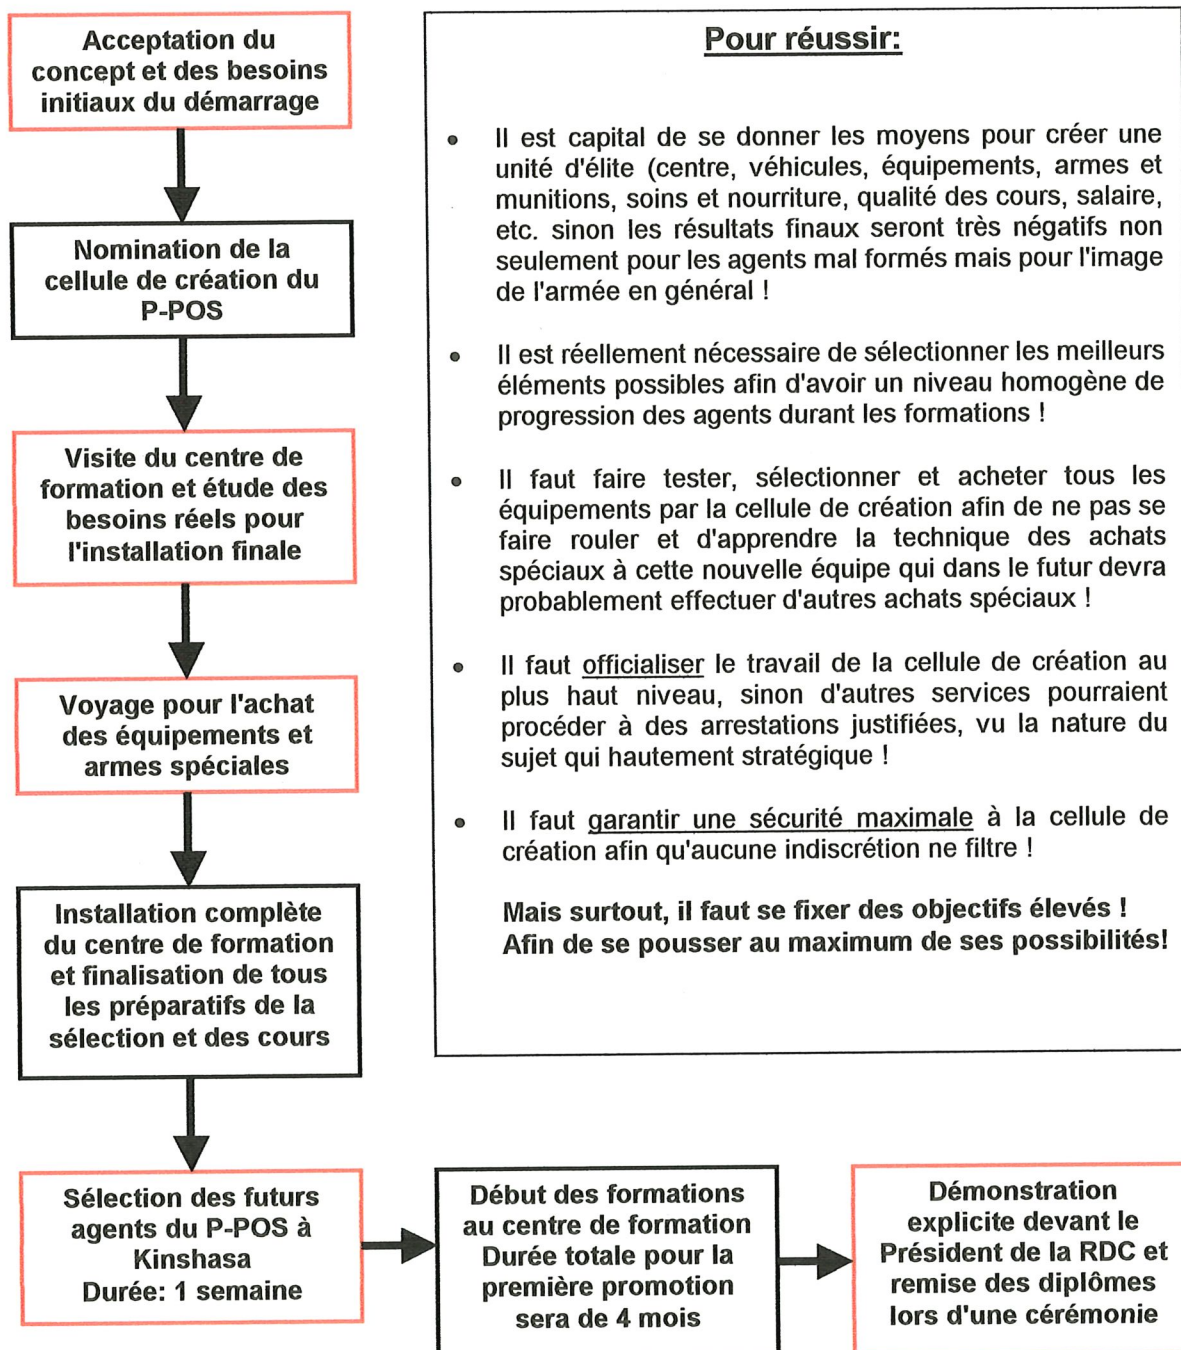 Acceptation du
concept et des besoins
initiaux du démarrage
Nomination de la
cellule de création du
P-POS
Visite du centre de
formation et étude des
besoins réels pour
l'installation finale
Voyage pour l'achat
des équipements et
armes spéciales
Installation complète
du centre de formation
et finalisation de tous
les préparatifs de la
sélection et des cours
Sélection des futurs
agents du P-POS à
Kinshasa
Durée: 1 semaine
Début des formations
au centre de formation
Durée totale pour la
première promotion
sera de 4 mois
Démonstration
explicite devant le
Président de la RDC et
remise des diplômes
lors d'une cérémonie
Pour réussir:
• Il est capital de se donner les moyens pour créer une
unité d'élite (centre, véhicules, équipements, armes et
munitions, soins et nourriture, qualité des cours, salaire,
etc. sinon les résultats finaux seront très négatifs non
seulement pour les agents mal formés mais pour l'image
de l'armée en général !
• Il est réellement nécessaire de sélectionner les meilleurs
éléments possibles afin d'avoir un niveau homogène de
progression des agents durant les formations !
• Il faut faire tester, sélectionner et acheter tous les
équipements par la cellule de création afin de ne pas se
faire rouler et d'apprendre la technique des achats
spéciaux à cette nouvelle équipe qui dans le futur devra
probablement effectuer d'autres achats spéciaux !
• Il faut officialiser le travail de la cellule de création au
plus haut niveau, sinon d'autres services pourraient
procéder à des arrestations justifiées, vu la nature du
sujet qui hautement stratégique !
• Il faut garantir une sécurité maximale à la cellule de
création afin qu'aucune indiscrétion ne filtre !
Mais surtout, il faut se fixer des objectifs élevés !
Afin de se pousser au maximum de ses possibilités!